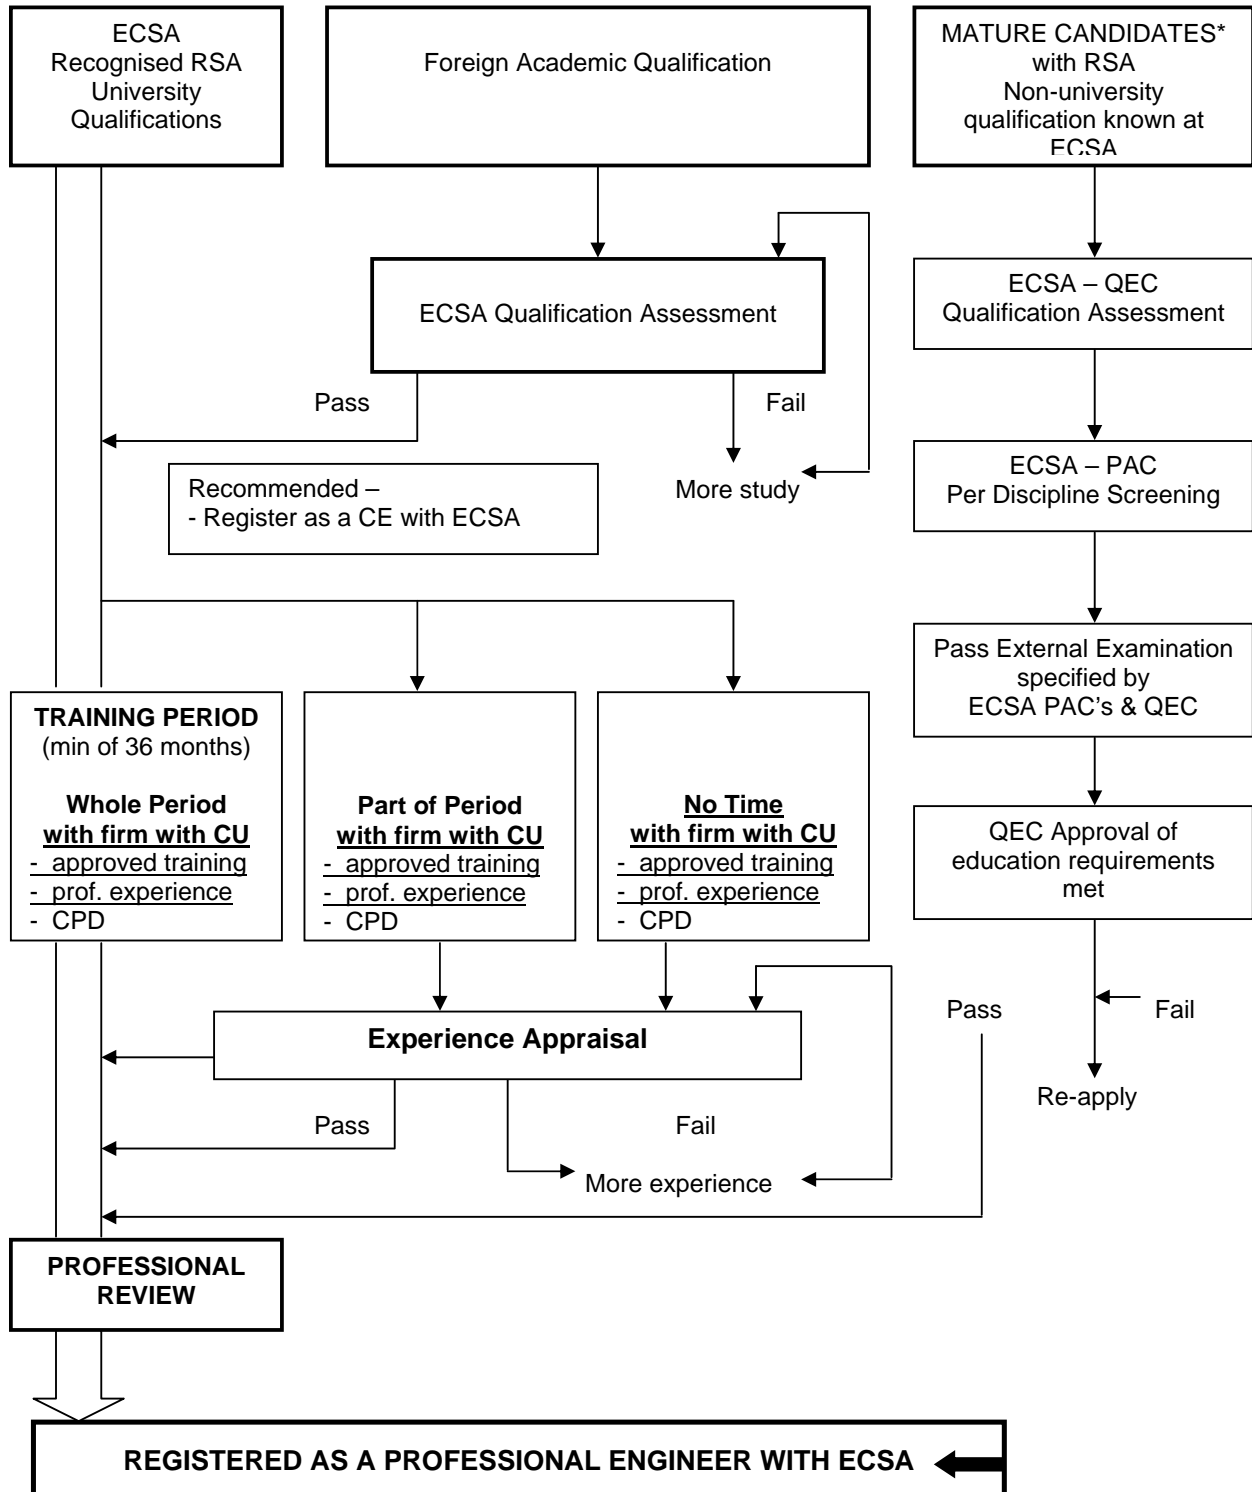 ECSA
Recognised RSA
University
Qualifications
Foreign Academic Qualification
MATURE CANDIDATES*
with RSA
Non-university
qualification known at
ECSA
ECSA Qualification Assessment
ECSA – QEC
Qualification Assessment
Pass
Fail
More study
Recommended –
- Register as a CE with ECSA
ECSA – PAC
Per Discipline Screening
Pass External Examination
specified by
ECSA PAC's & QEC
TRAINING PERIOD
(min of 36 months)
Whole Period
with firm with CU
- approved training
- prof. experience
- CPD
Part of Period
with firm with CU
- approved training
- prof. experience
- CPD
No Time
with firm with CU
- approved training
- prof. experience
- CPD
QEC Approval of
education requirements
met
Experience Appraisal
Pass
Fail
Re-apply
Pass
Fail
More experience
PROFESSIONAL
REVIEW
REGISTERED AS A PROFESSIONAL ENGINEER WITH ECSA